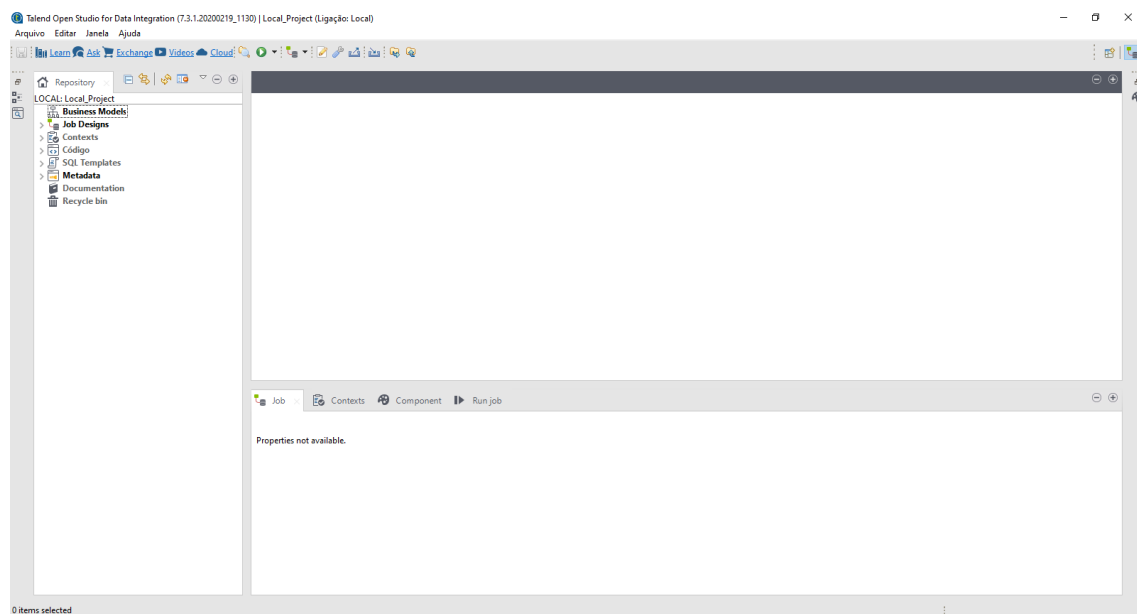 Talend Open Studio for Data Integration (7.3.1.20200219_1130) | Local_Project (Ligação: Local)
Arquivo Editar Janela Ajuda
Learn Ask Exchange Videos Cloud
Repository
LOCAL: Local_Project
Business Models
Job Designs
Contexts
Código
SQL Templates
Metadata
Documentation
Recycle bin
Job Contexts Component Run job
Properties not available.
0 items selected